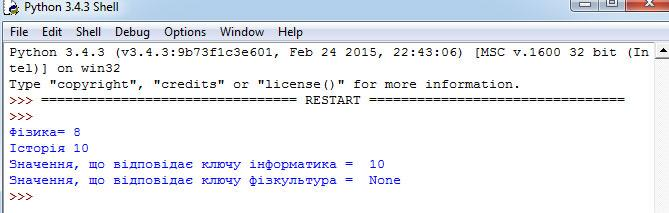 Python 3.4.3 Shell
File Edit Shell Debug Options Window Help
Python 3.4.3 (v3.4.3:9b73f1c3e601, Feb 24 2015, 22:43:06) [MSC v.1600 32 bit (In
tel)] on win32
Type "copyright", "credits" or "license()" for more information.
>>> ================================ RESTART ================================
>>>
Фізика= 8
Історія 10
Значення, що відповідає ключу інформатика =  10
Значення, що відповідає ключу фізкультура =  None
>>>